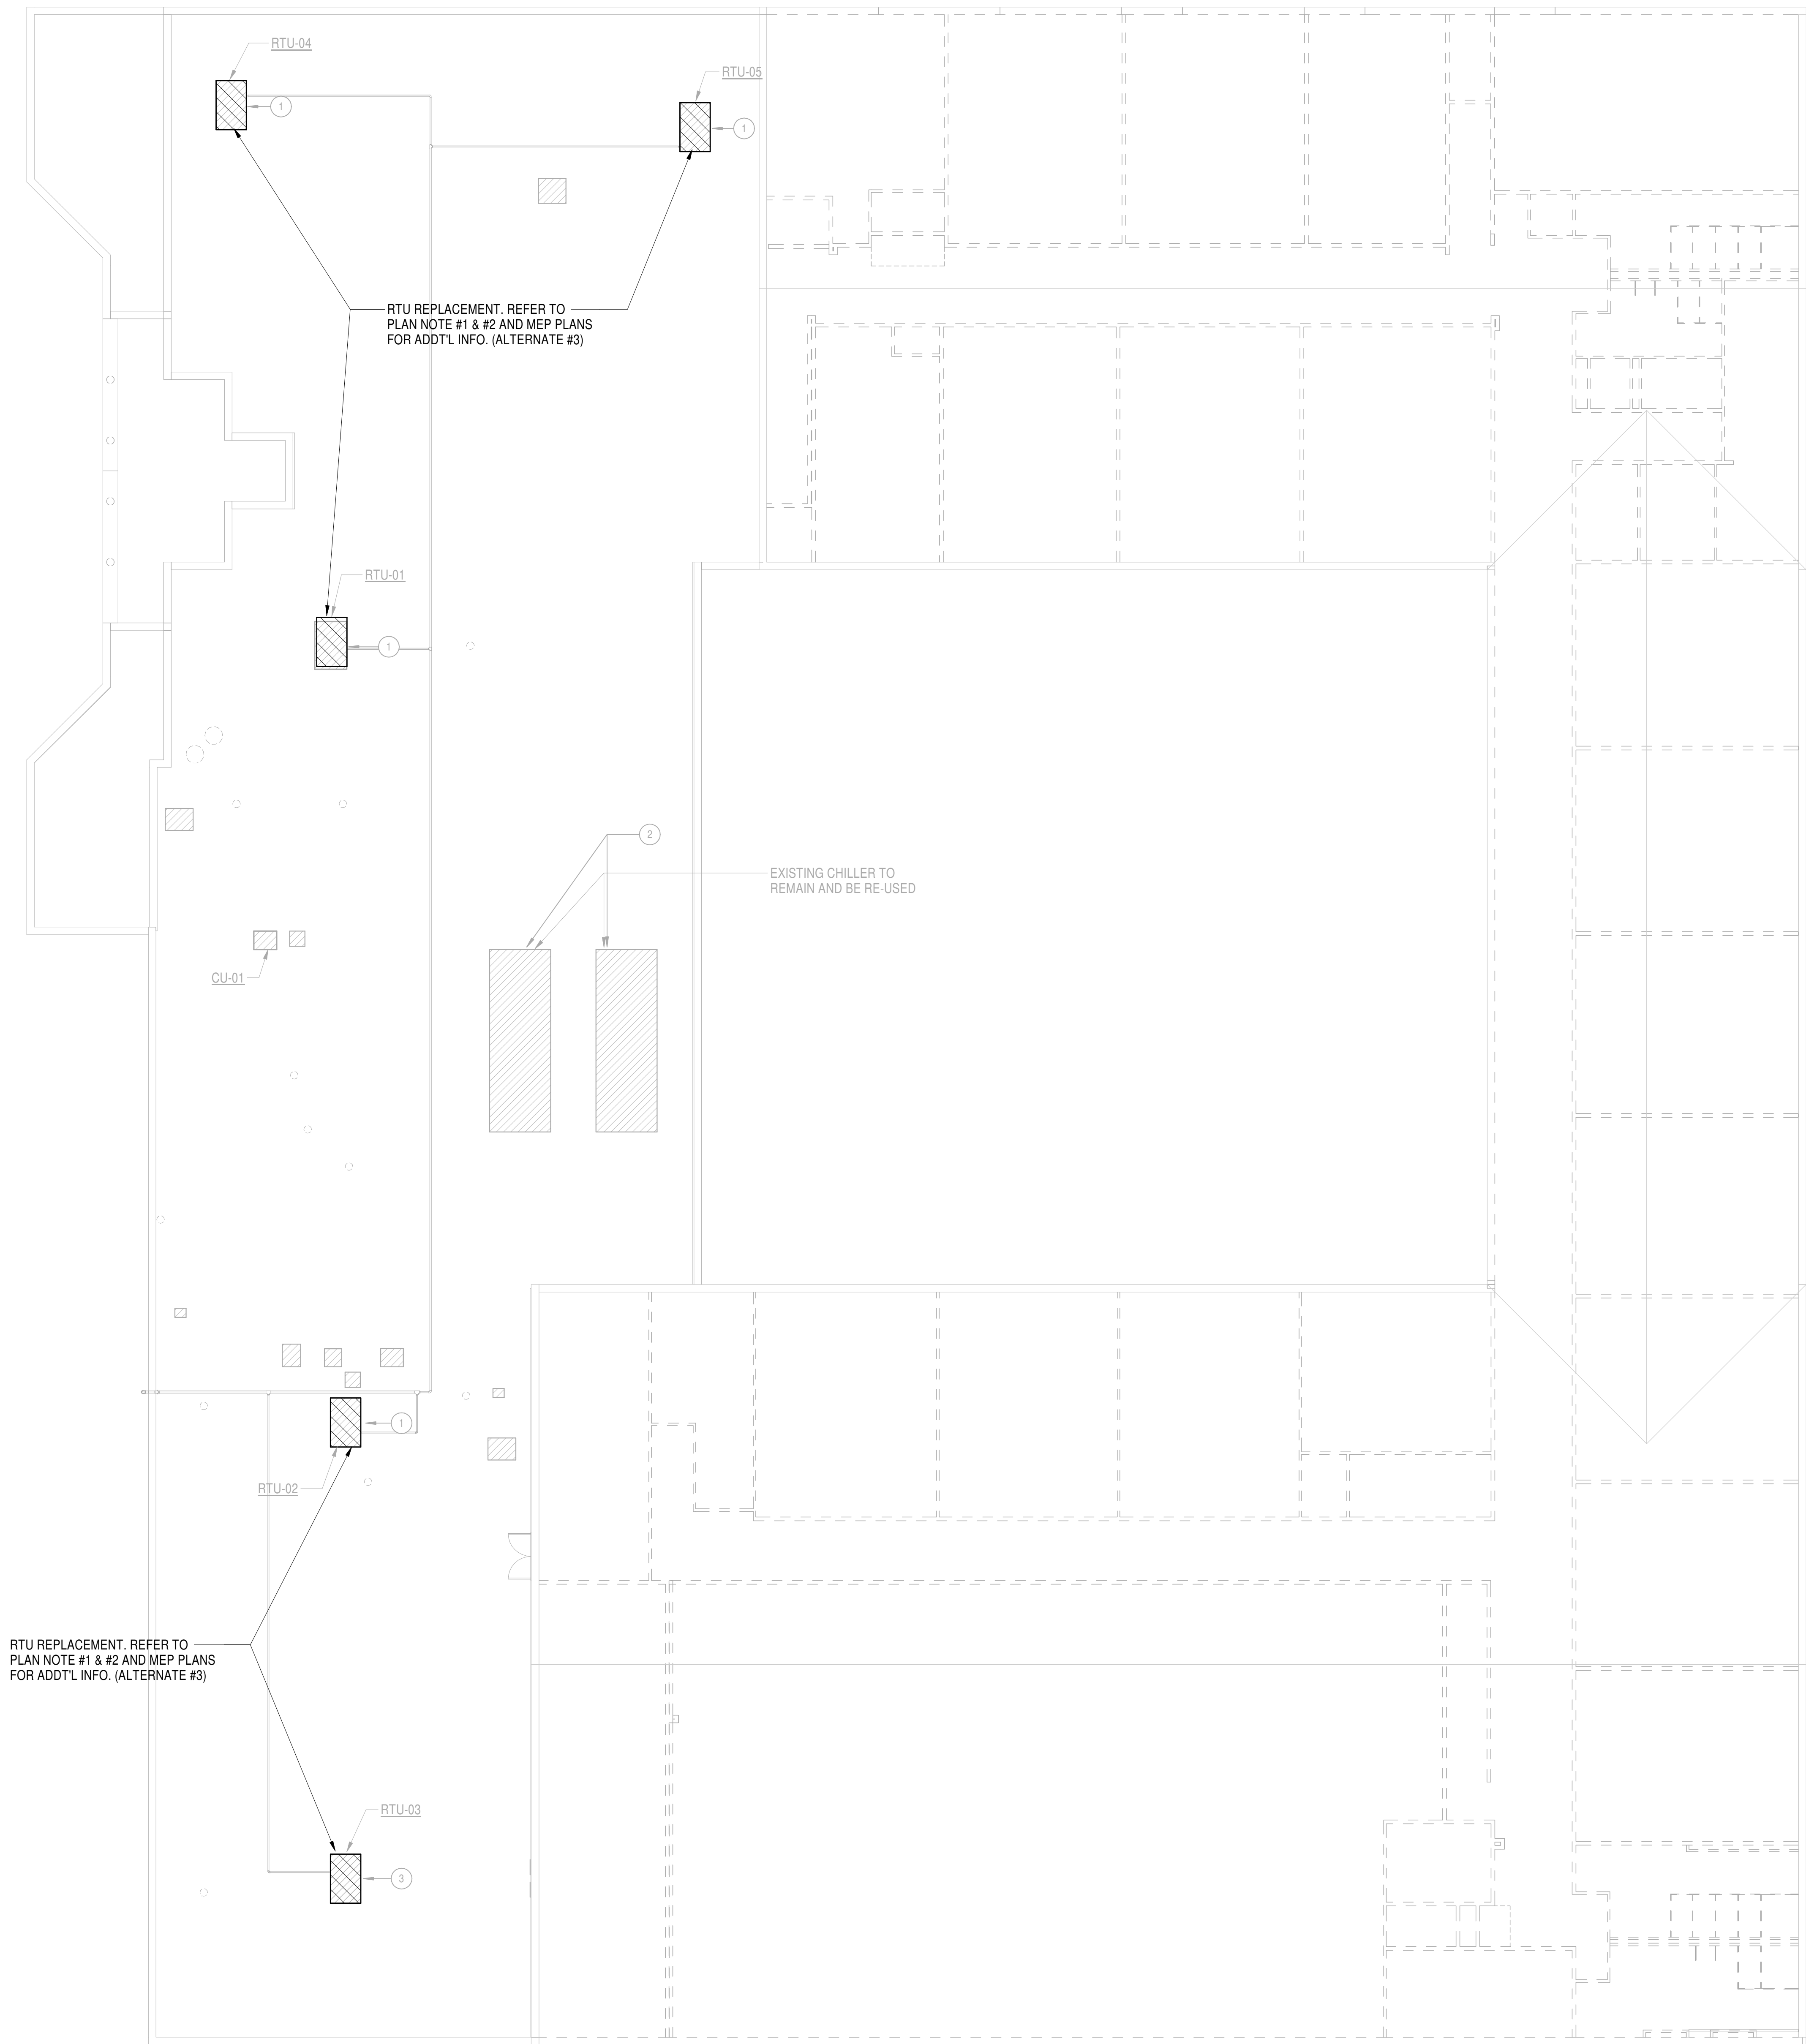 RTU-04
RTU-05
1
1
RTU REPLACEMENT. REFER TO
PLAN NOTE #1 & #2 AND MEP PLANS
FOR ADDT'L INFO. (ALTERNATE #3)
RTU-01
1
2
EXISTING CHILLER TO
REMAIN AND BE RE-USED
CU-01
1
RTU-02
RTU REPLACEMENT. REFER TO
PLAN NOTE #1 & #2 AND MEP PLANS
FOR ADDT'L INFO. (ALTERNATE #3)
RTU-03
3